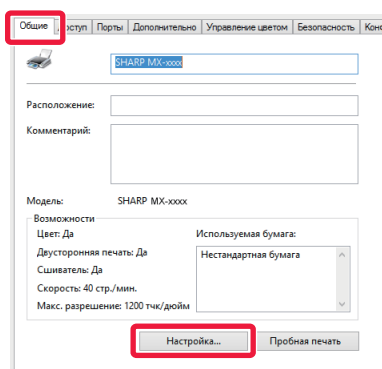 Общие
Порты
Дополнительно
Управление цветом
Безопасность
SHARP MX-xxxx
Расположение:
Комментарий:
Модель:
SHARP MX-xxxx
Возможности
Цвет: Да
Используемая бумага:
Двусторонняя печать: Да
Нестандартная бумага
Сшиватель: Да
Скорость: 40 стр./мин.
Макс. разрешение: 1200 тчк/дюйм
Настройка...
Пробная печать